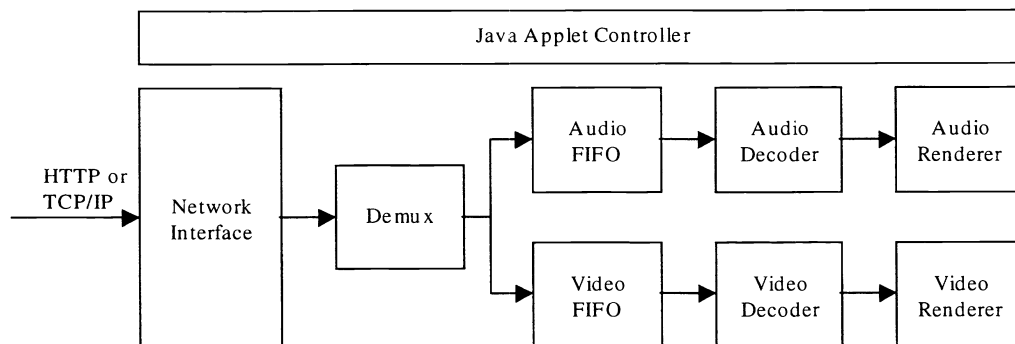 Java Applet Controller
HTTP or
TCP/IP
Network
Interface
Demux
Audio
FIFO
Audio
Decoder
Audio
Renderer
Video
FIFO
Video
Decoder
Video
Renderer